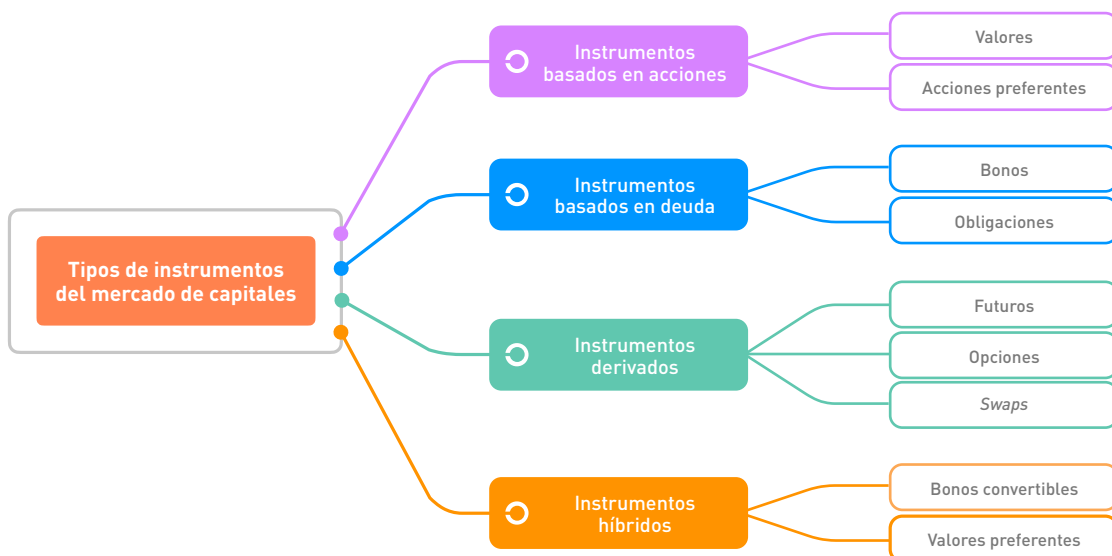 Tipos de instrumentos
del mercado de capitales
Instrumentos
basados en acciones
Valores
Acciones preferentes
Instrumentos
basados en deuda
Bonos
Obligaciones
Instrumentos
derivados
Futuros
Opciones
Swaps
Instrumentos
híbridos
Bonos convertibles
Valores preferentes